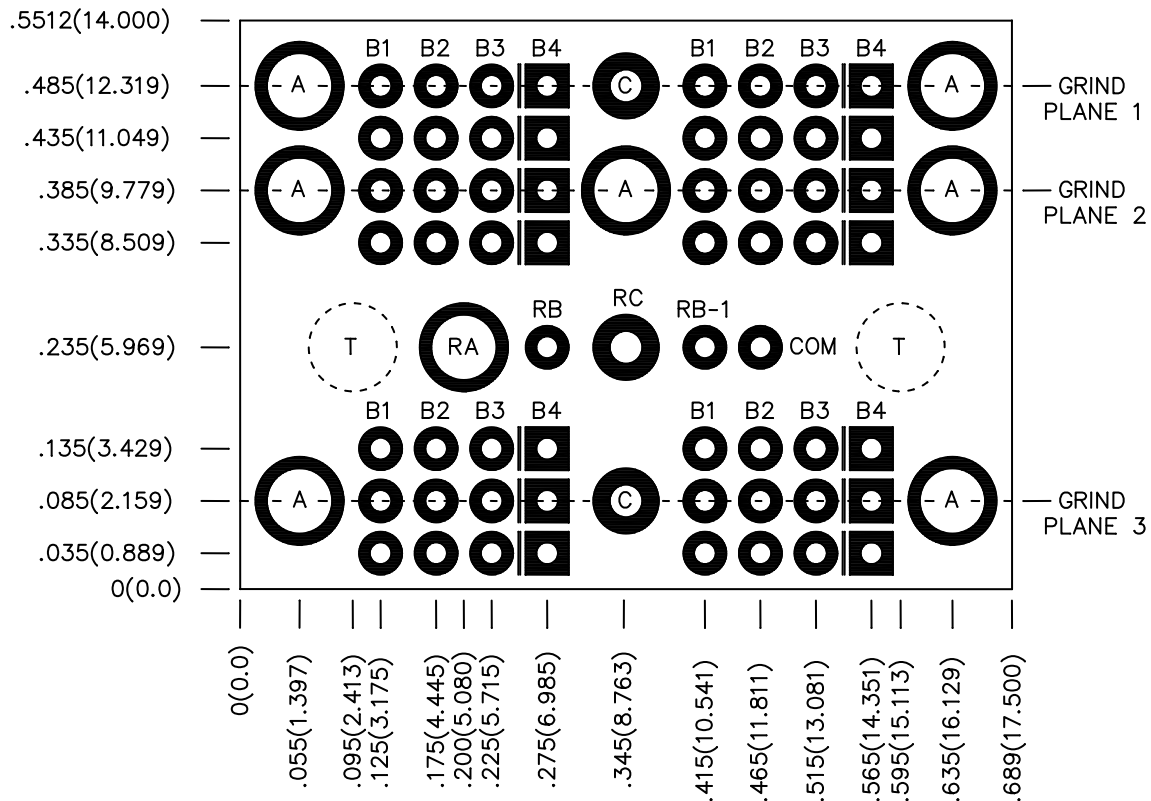 .5512(14.000)
B1 B2 B3 B4 B1 B2 B3 B4
.485(12.319) A C A GRIND
PLANE 1
.435(11.049)
.385(9.779) A A A GRIND
PLANE 2
.335(8.509)
RB RC RB-1
.235(5.969) T RA COM T
B1 B2 B3 B4 B1 B2 B3 B4
.135(3.429)
.085(2.159) A C A GRIND
PLANE 3
.035(0.889)
0(0.0)
0(0.0)
.055(1.397)
.095(2.413)
.125(3.175)
.175(4.445)
.200(5.080)
.225(5.715)
.275(6.985)
.345(8.763)
.415(10.541)
.465(11.811)
.515(13.081)
.565(14.351)
.595(15.113)
.635(16.129)
.689(17.500)